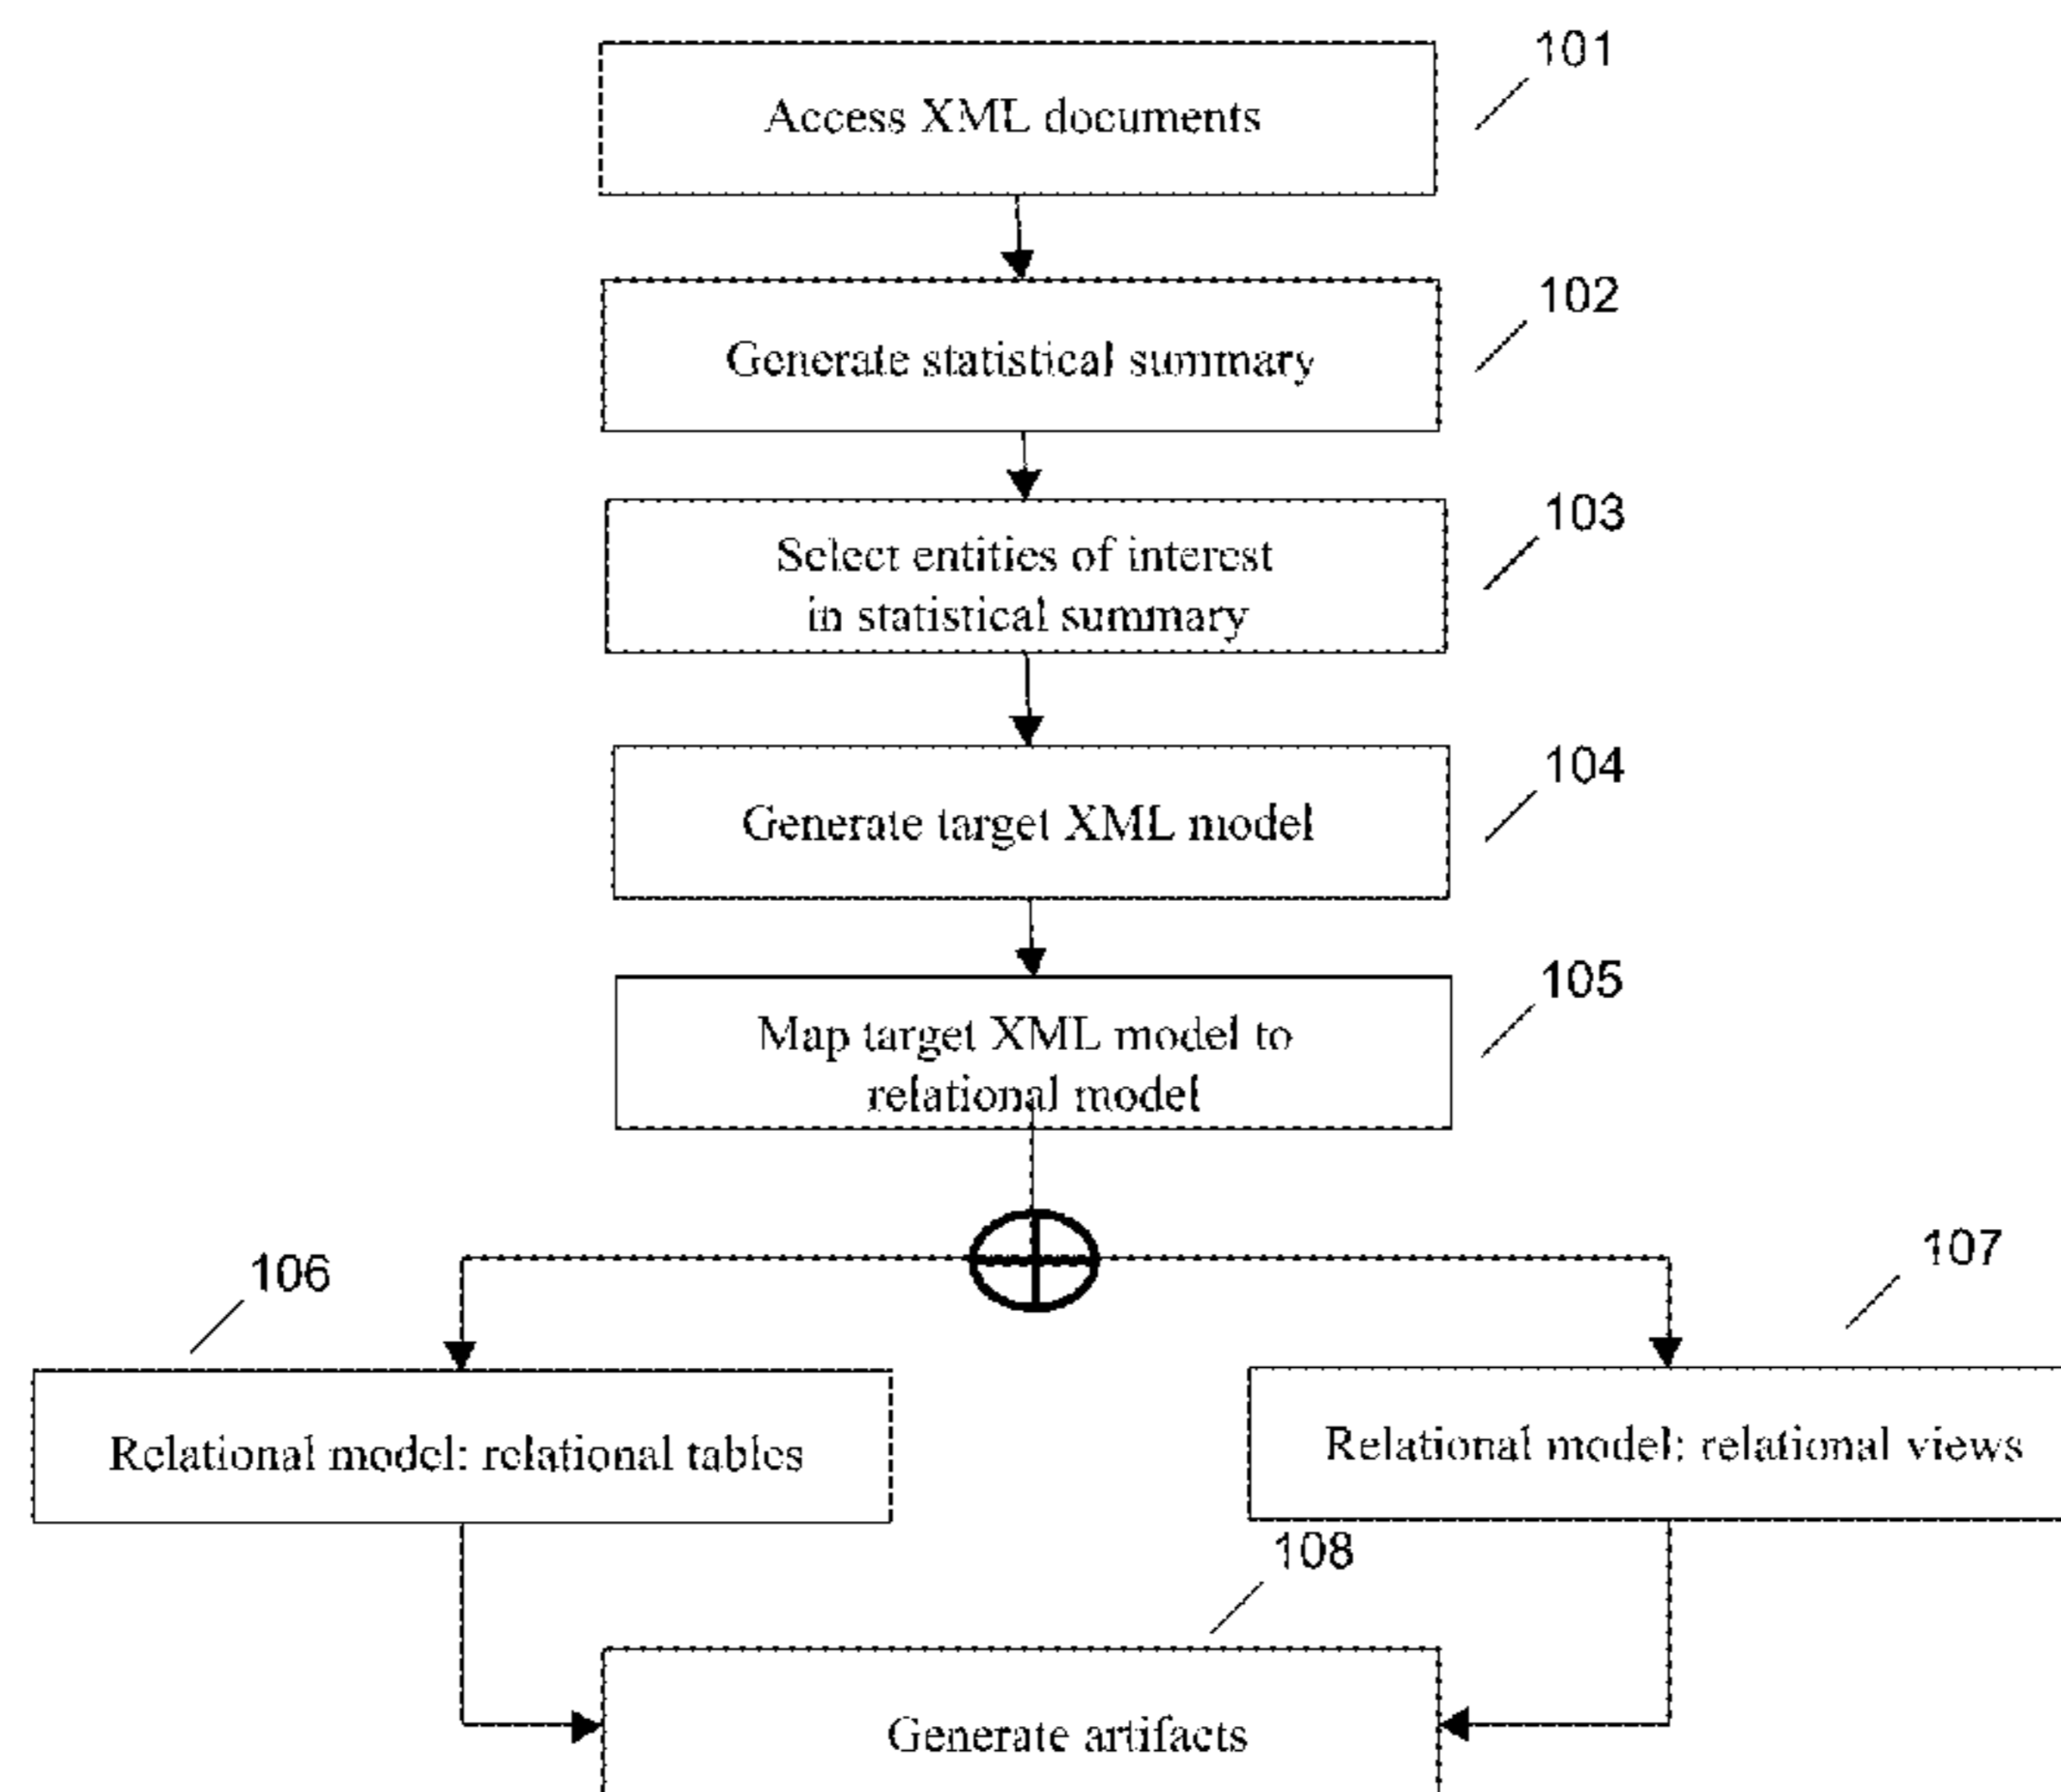 Access XML documents
101
Generate statistical summary
102
Select entities of interest
in statistical summary
103
Generate target XML model
104
Map target XML model to
relational model
105
106
107
Relational model: relational tables
Relational model: relational views
108
Generate artifacts